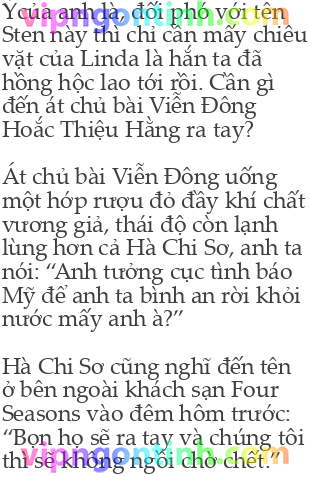 Ý của anh là, đối phó với tên
Sten này thì chỉ cần mấy chiêu
vặt của Linda là hắn ta đã
hồng hộc lao tới rồi. Cần gì
đến át chủ bài Viễn Đông
Hoắc Thiệu Hằng ra tay?
Át chủ bài Viễn Đông uống
một hớp rượu đỏ đầy khí chất
vương giả, thái độ còn lạnh
lùng hơn cả Hà Chi Sơ, anh ta
nói: “Anh tưởng cục tình báo
Mỹ để anh ta bình an rời khỏi
nước mấy anh à?”
Hà Chi Sơ cũng nghĩ đến tên
ở bên ngoài khách sạn Four
Seasons vào đêm hôm trước:
“Bọn họ sẽ ra tay và chúng tôi
thì sẽ không ngồi chờ chết.”
vipngontinh.com
vipngontinh.com